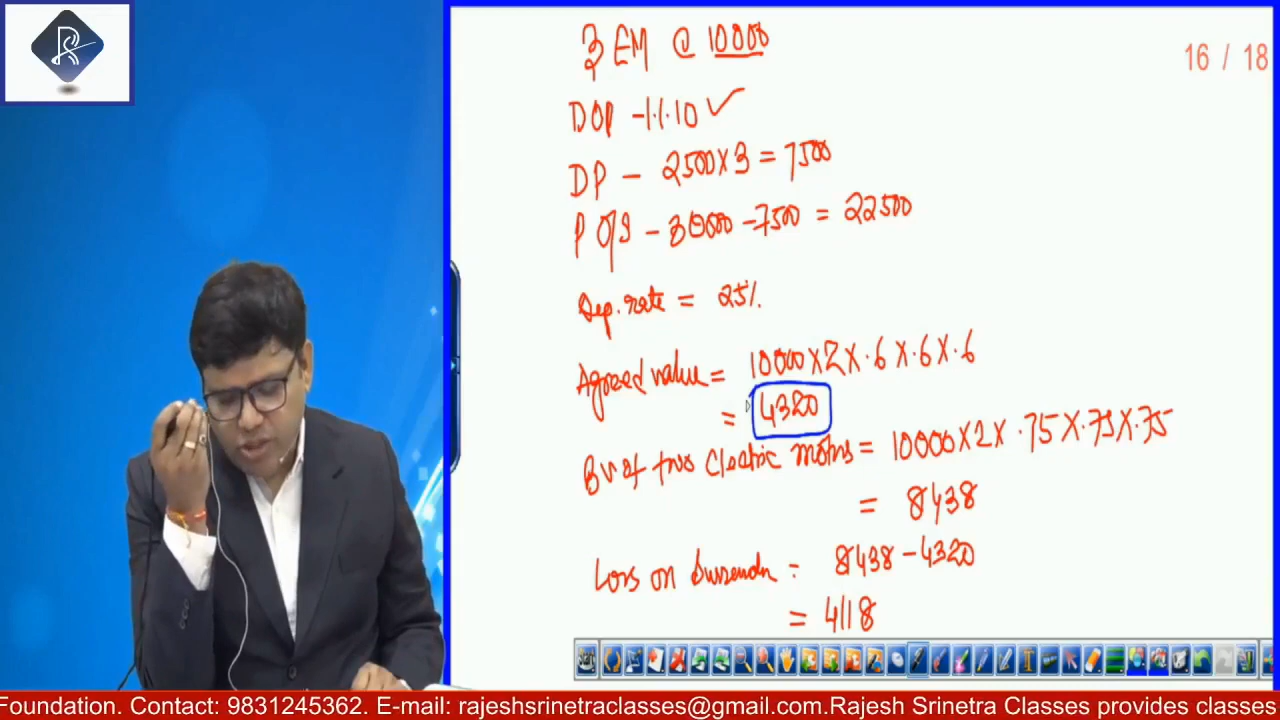 3 EM @ 10000
16 / 18
DOP - 1.1.10 ✓
DP - 2500 x 3 = 7500
P O/S - 30000 - 7500 = 22500
Dep. rate = 25%.
Agreed value = 10000 x 2 x .6 x .6 x .6
= 4320
BV of two Electric motors = 10000 x 2 x .75 x .75 x .75
= 8438
Loss on Surrender = 8438 - 4320
= 4118
Foundation. Contact: 9831245362. E-mail: rajeshsrinetraclasses@gmail.com.Rajesh Srinetra Classes provides classes